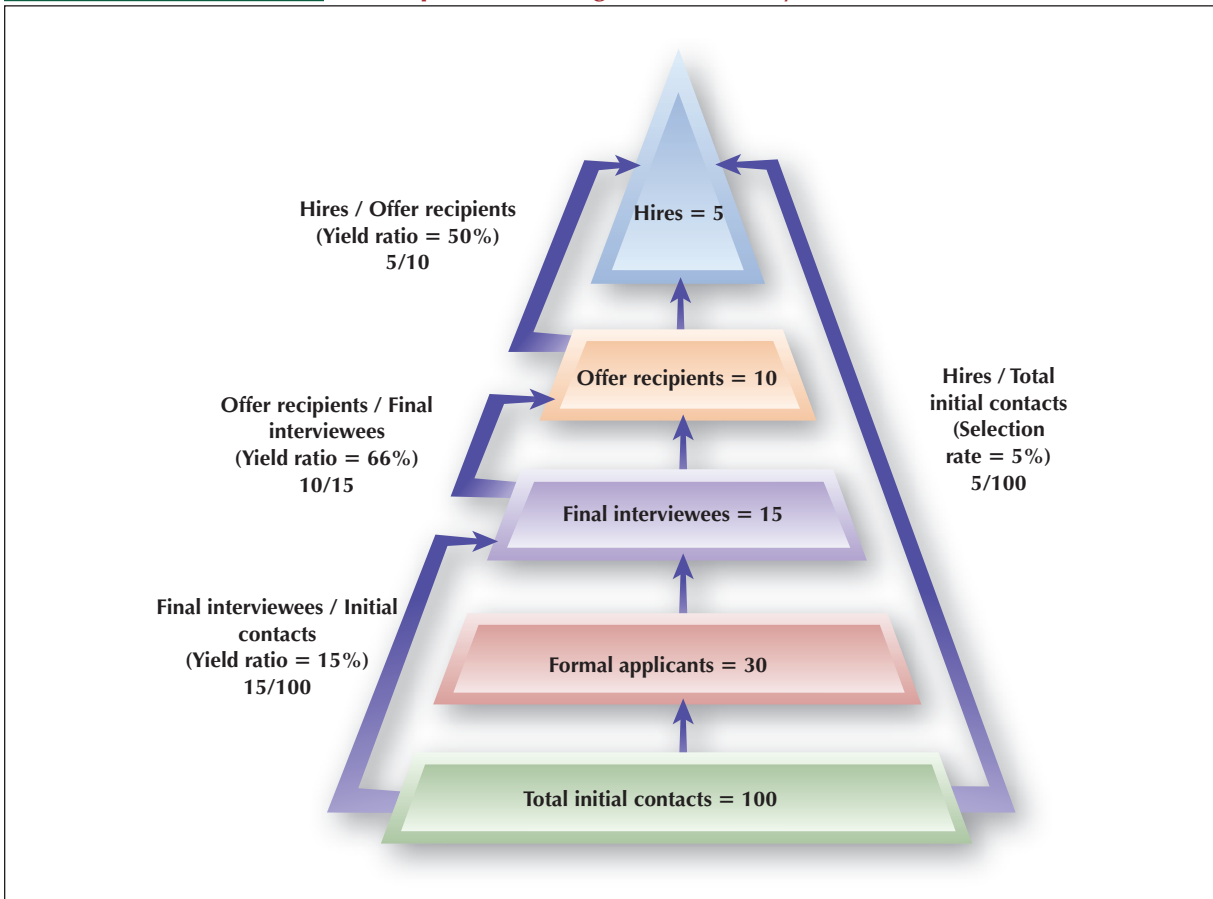 Hires = 5
Hires / Offer recipients
(Yield ratio = 50%)
5/10
Offer recipients = 10
Hires / Total
initial contacts
(Selection
rate = 5%)
5/100
Offer recipients / Final
interviewees
(Yield ratio = 66%)
10/15
Final interviewees = 15
Final interviewees / Initial
contacts
(Yield ratio = 15%)
15/100
Formal applicants = 30
Total initial contacts = 100